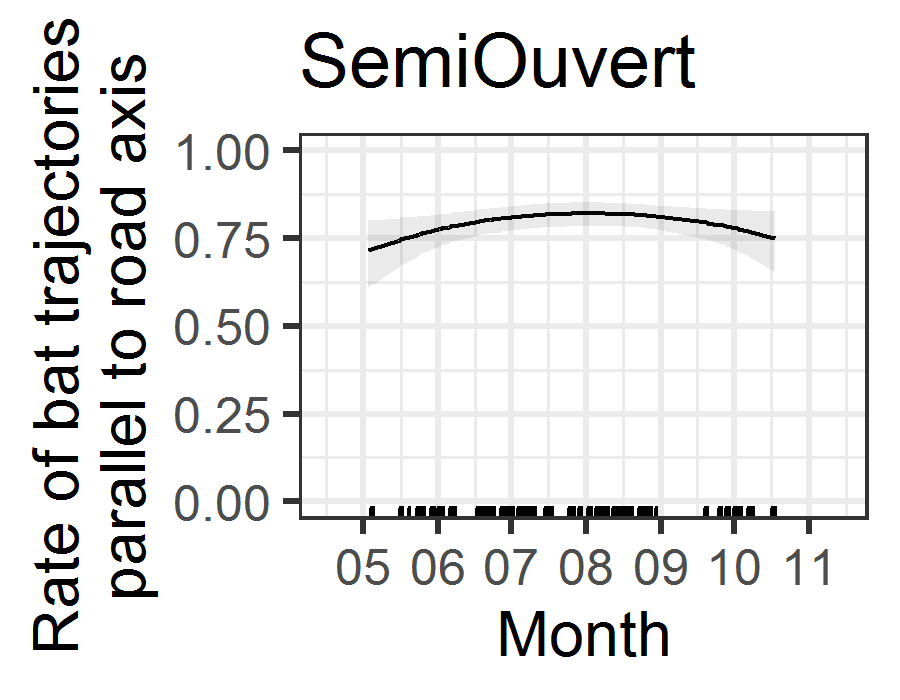 SemiOuvert
Rate of bat trajectories
parallel to road axis
1.00
0.75
0.50
0.25
0.00
05 06 07 08 09 10 11
Month